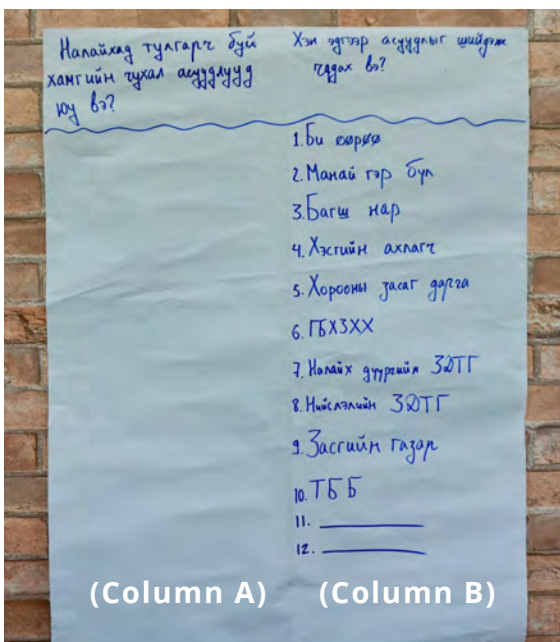 Налайхад тулгарч буй
хамгийн чухал асуудлууд
юу вэ?
Хэн эдгээр асуудлыг шийдэж
чадах вэ?
1. Би өөрөө
2. Манай гэр бүл
3. Багш нар
4. Хэсгийн ахлагч
5. Хорооны засаг дарга
6. ГБХЗХХ
7. Налайх дүүргийн ЗДТГ
8. Нийслэлийн ЗДТГ
9. Засгийн газар
10. ТББ
11.
12.
(Column A)
(Column B)